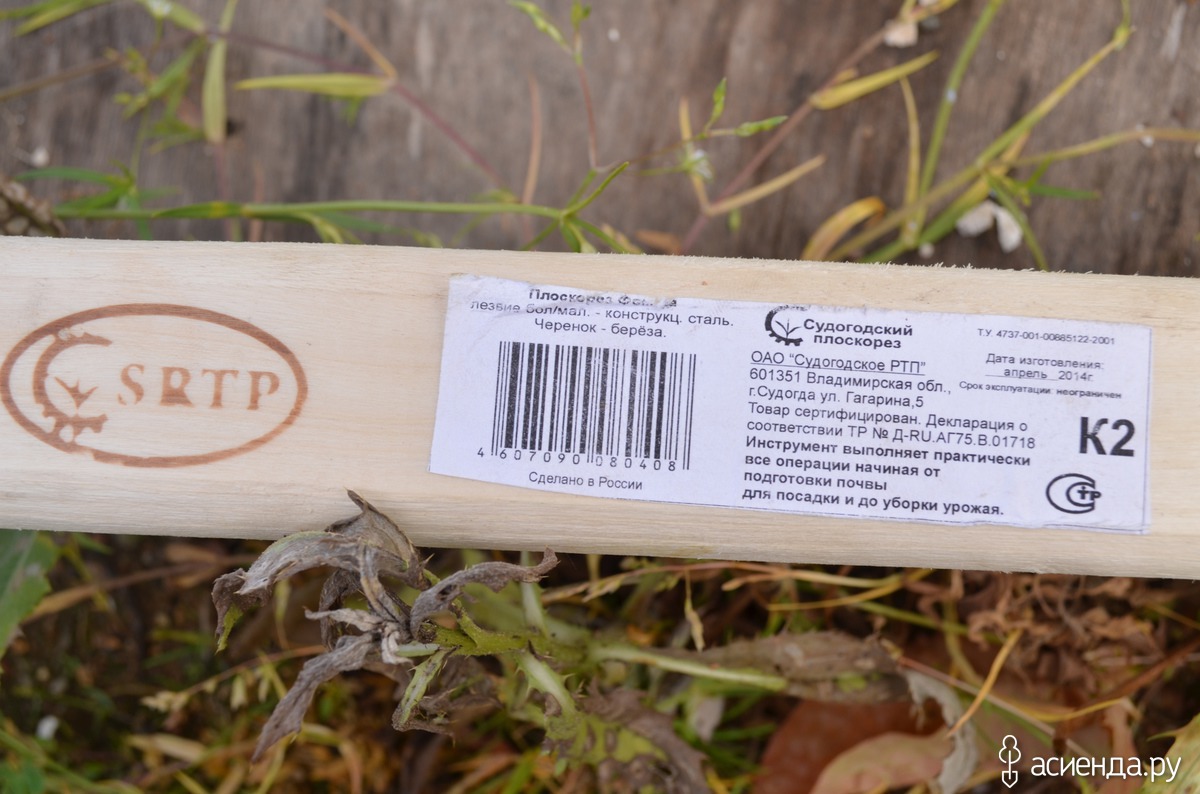 SRTP
Плоскорез
лезвие бол/мал. - конструкц. сталь.
Черенок - берёза.
4 607090 080408
Сделано в России
Судогодский
плоскорез
ОАО "Судогодское РТП"
601351 Владимирская обл.,
г.Судогда ул. Гагарина,5
Товар сертифицирован. Декларация о
соответствии ТР № Д-RU.АГ75.В.01718
Инструмент выполняет практически
все операции начиная от
подготовки почвы
для посадки и до уборки урожая.
Т.У. 4737-001-00885122-2001
Дата изготовления:
апрель 2014г.
Срок эксплуатации: неограничен
К2
асиенда.ру